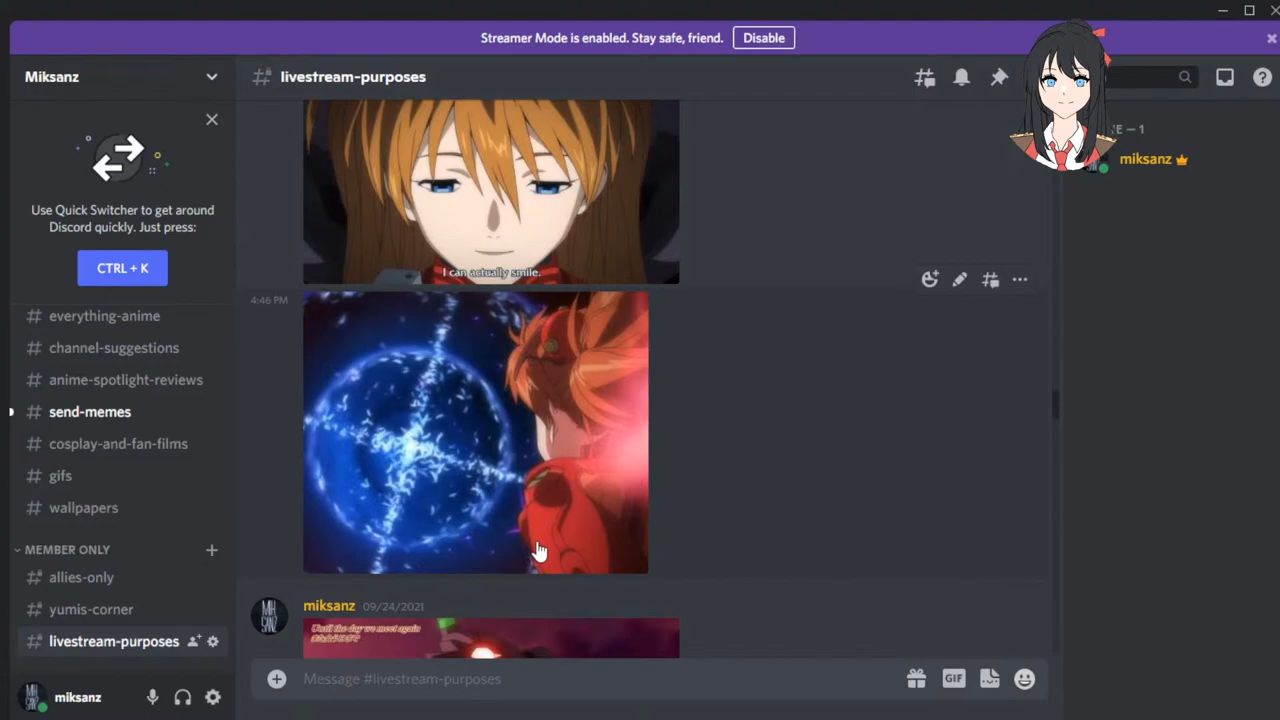 Streamer Mode is enabled. Stay safe, friend. Disable
Miksanz
livestream-purposes
Use Quick Switcher to get around
Discord quickly. Just press:
CTRL + K
everything-anime
channel-suggestions
anime-spotlight-reviews
send-memes
cosplay-and-fan-films
gifs
wallpapers
MEMBER ONLY
allies-only
yumis-corner
livestream-purposes
miksanz
I can actually smile.
4:46 PM
miksanz 09/24/2021
Until the day we meet again
Message #livestream-purposes
GIF
E — 1
miksanz